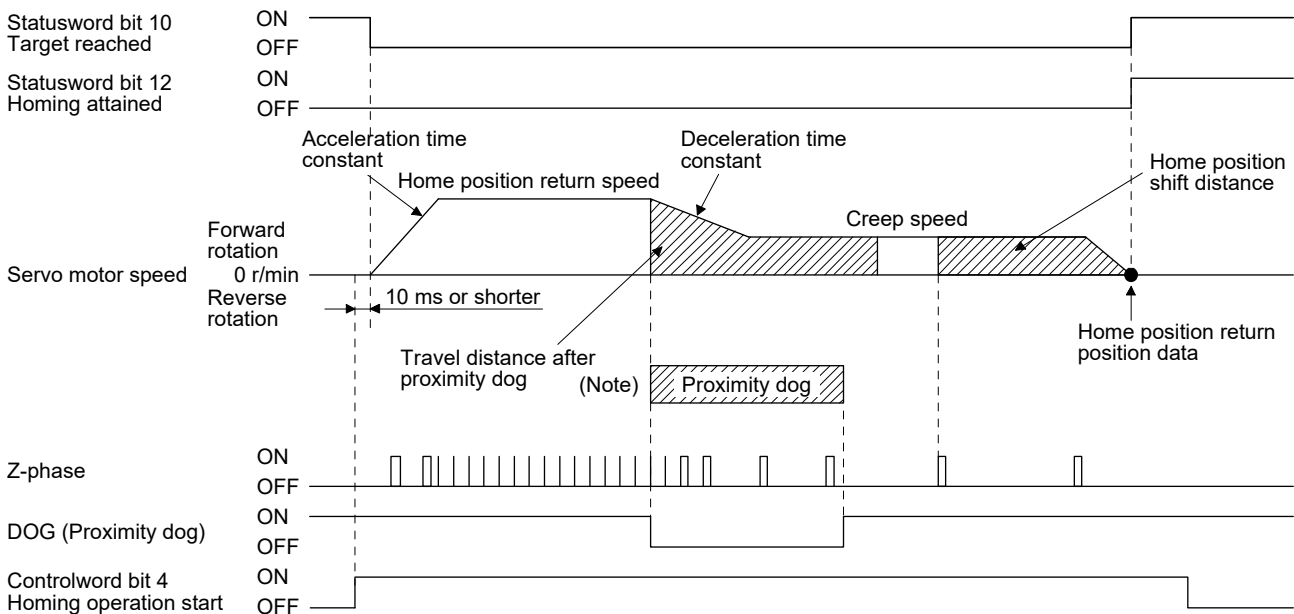 Statusword bit 10
Target reached
ON
OFF
Statusword bit 12
Homing attained
ON
OFF
Acceleration time
constant
Deceleration time
constant
Home position
shift distance
Home position return speed
Creep speed
Forward
rotation
Servo motor speed
0 r/min
Reverse
rotation
10 ms or shorter
Home position return
position data
Travel distance after
proximity dog
(Note)
Proximity dog
Z-phase
ON
OFF
DOG (Proximity dog)
ON
OFF
Controlword bit 4
Homing operation start
ON
OFF